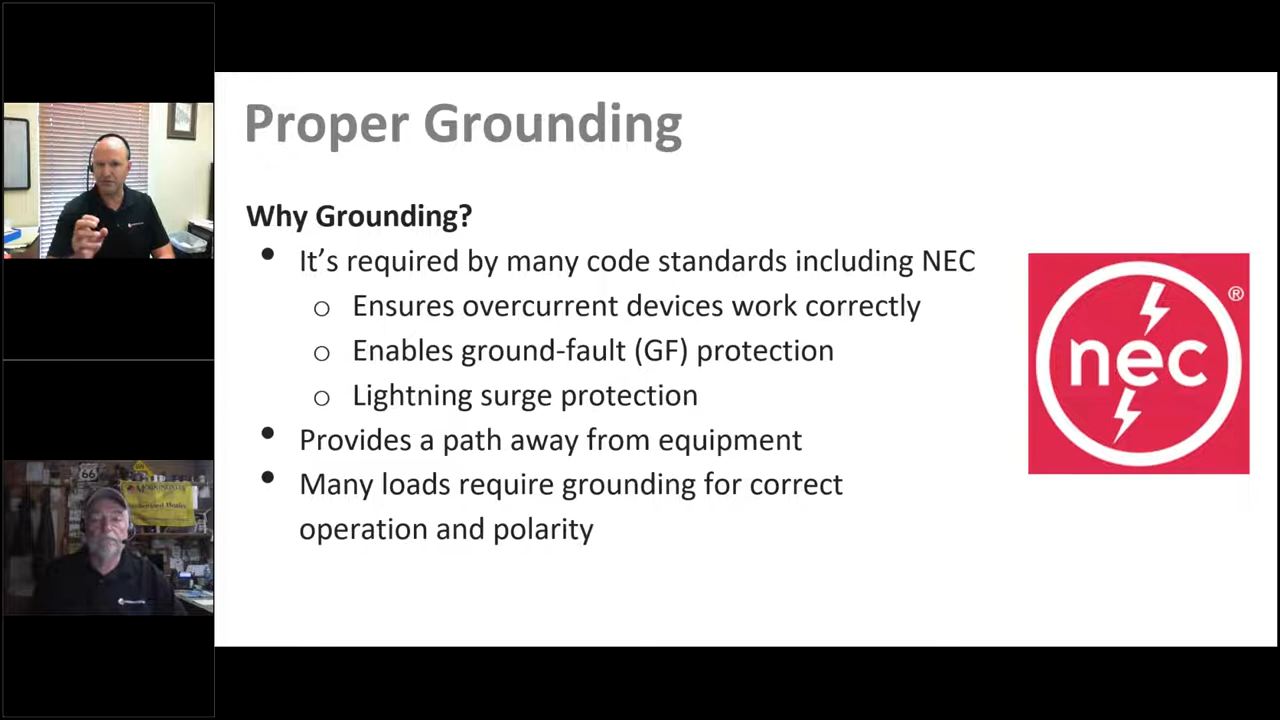 Proper Grounding
Why Grounding?
• It’s required by many code standards including NEC
o Ensures overcurrent devices work correctly
o Enables ground-fault (GF) protection
o Lightning surge protection
• Provides a path away from equipment
• Many loads require grounding for correct
operation and polarity
nec
®
66